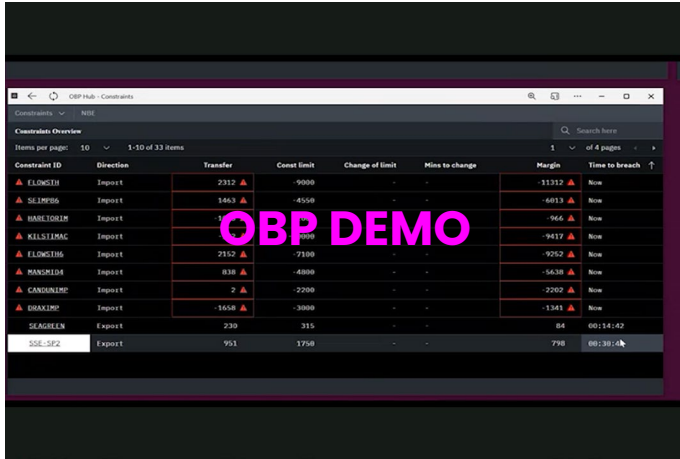 OBP Hub - Constraints
Constraints NBE
Constraints Overview Search here
Items per page: 10 1-10 of 33 items 1 of 4 pages
Constraint ID Direction Transfer Const limit Change of limit Mins to change Margin Time to breach
FLOWSTH Import 2312 -9000 - - -11312 Now
SEIMP86 Import 1463 -4550 - - -6013 Now
HARETORIM Import - - -966 Now
KILSTIMAC Import - - -9417 Now
OBP DEMO
FLOWSTH6 Import 2152 -7100 - - -9252 Now
MANSMID4 Import 838 -4800 - - -5638 Now
CANDUNIMP Import 2 -2200 - - -2202 Now
DRAXIMP Import -1658 -3000 - - -1341 Now
SEAGREEN Export 230 315 - - 84 00:14:42
SSE-SP2 Export 951 1750 - - 798